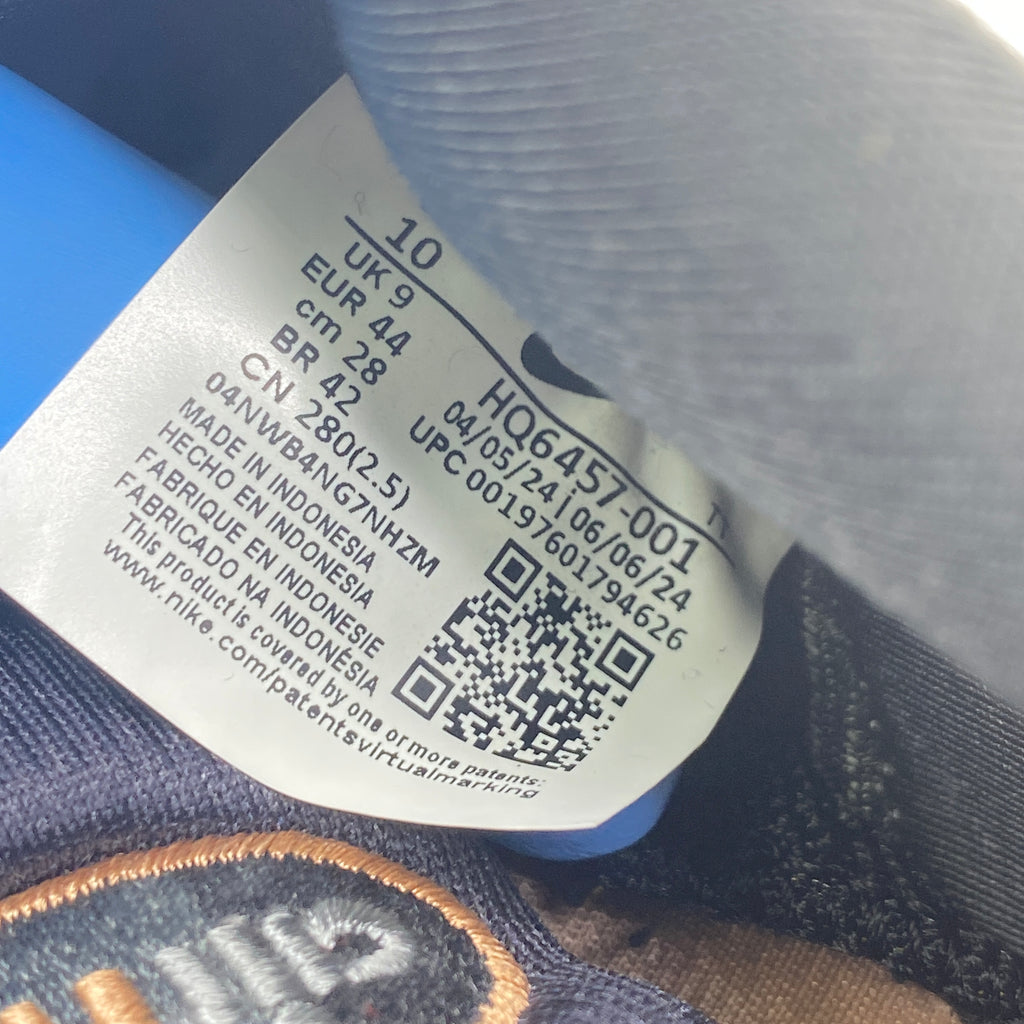 10
UK 9
EUR 44
cm 28
BR 42
CN 280(2.5)
04NWB4NG7NHZM
MADE IN INDONESIA
HECHO EN INDONESIA
FABRIQUE EN INDONESIE
FABRICADO NA INDONÉSIA
This product is covered by one or more patents:
www.nike.com/patentsvirtualmarking
HQ6457-001
04/05/24 | 06/06/24
UPC 00197601794626